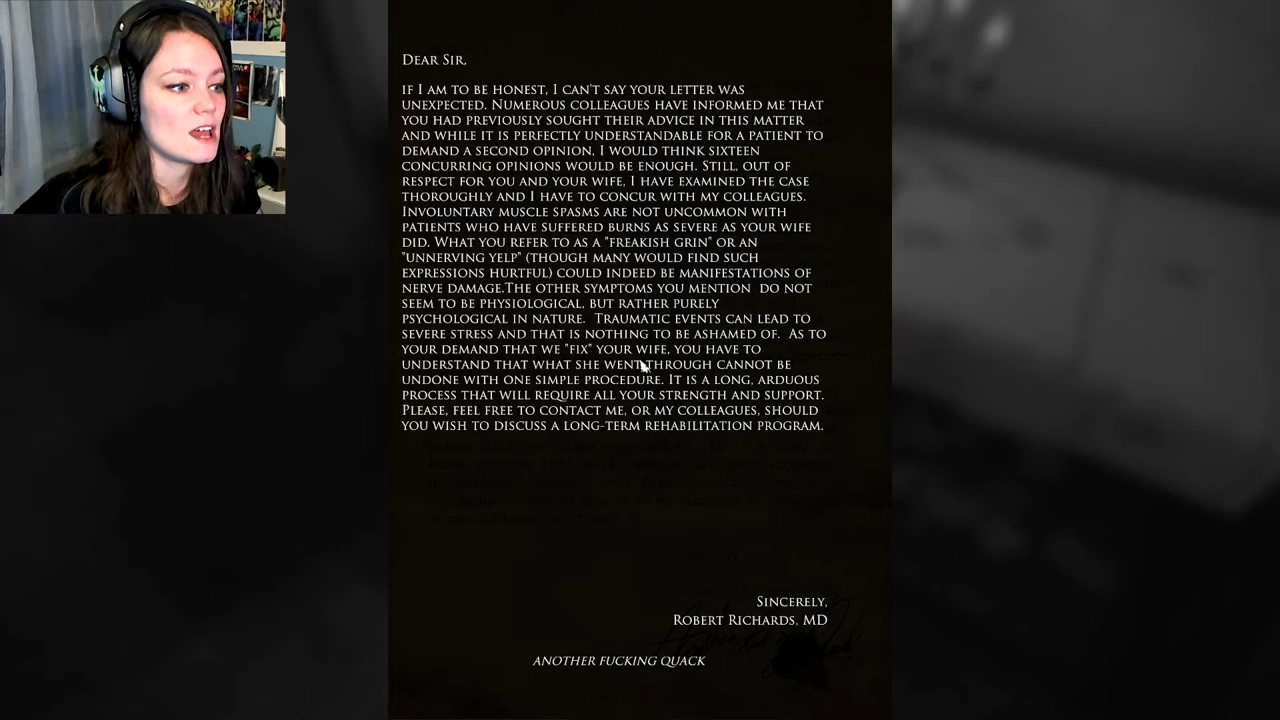 Dear Sir,
if I am to be honest, I can't say your letter was
unexpected. Numerous colleagues have informed me that
you had previously sought their advice in this matter
and while it is perfectly understandable for a patient to
demand a second opinion, I would think sixteen
concurring opinions would be enough. Still, out of
respect for you and your wife, I have examined the case
thoroughly and I have to concur with my colleagues.
Involuntary muscle spasms are not uncommon with
patients who have suffered burns as severe as your wife
did. What you refer to as a "freakish grin" or an
"unnerving yelp" (though many would find such
expressions hurtful) could indeed be manifestations of
nerve damage.The other symptoms you mention do not
seem to be physiological, but rather purely
psychological in nature. Traumatic events can lead to
severe stress and that is nothing to be ashamed of. As to
your demand that we "fix" your wife, you have to
understand that what she went through cannot be
undone with one simple procedure. It is a long, arduous
process that will require all your strength and support.
Please, feel free to contact me, or my colleagues, should
you wish to discuss a long-term rehabilitation program.
Sincerely,
Robert Richards, MD
ANOTHER FUCKING QUACK